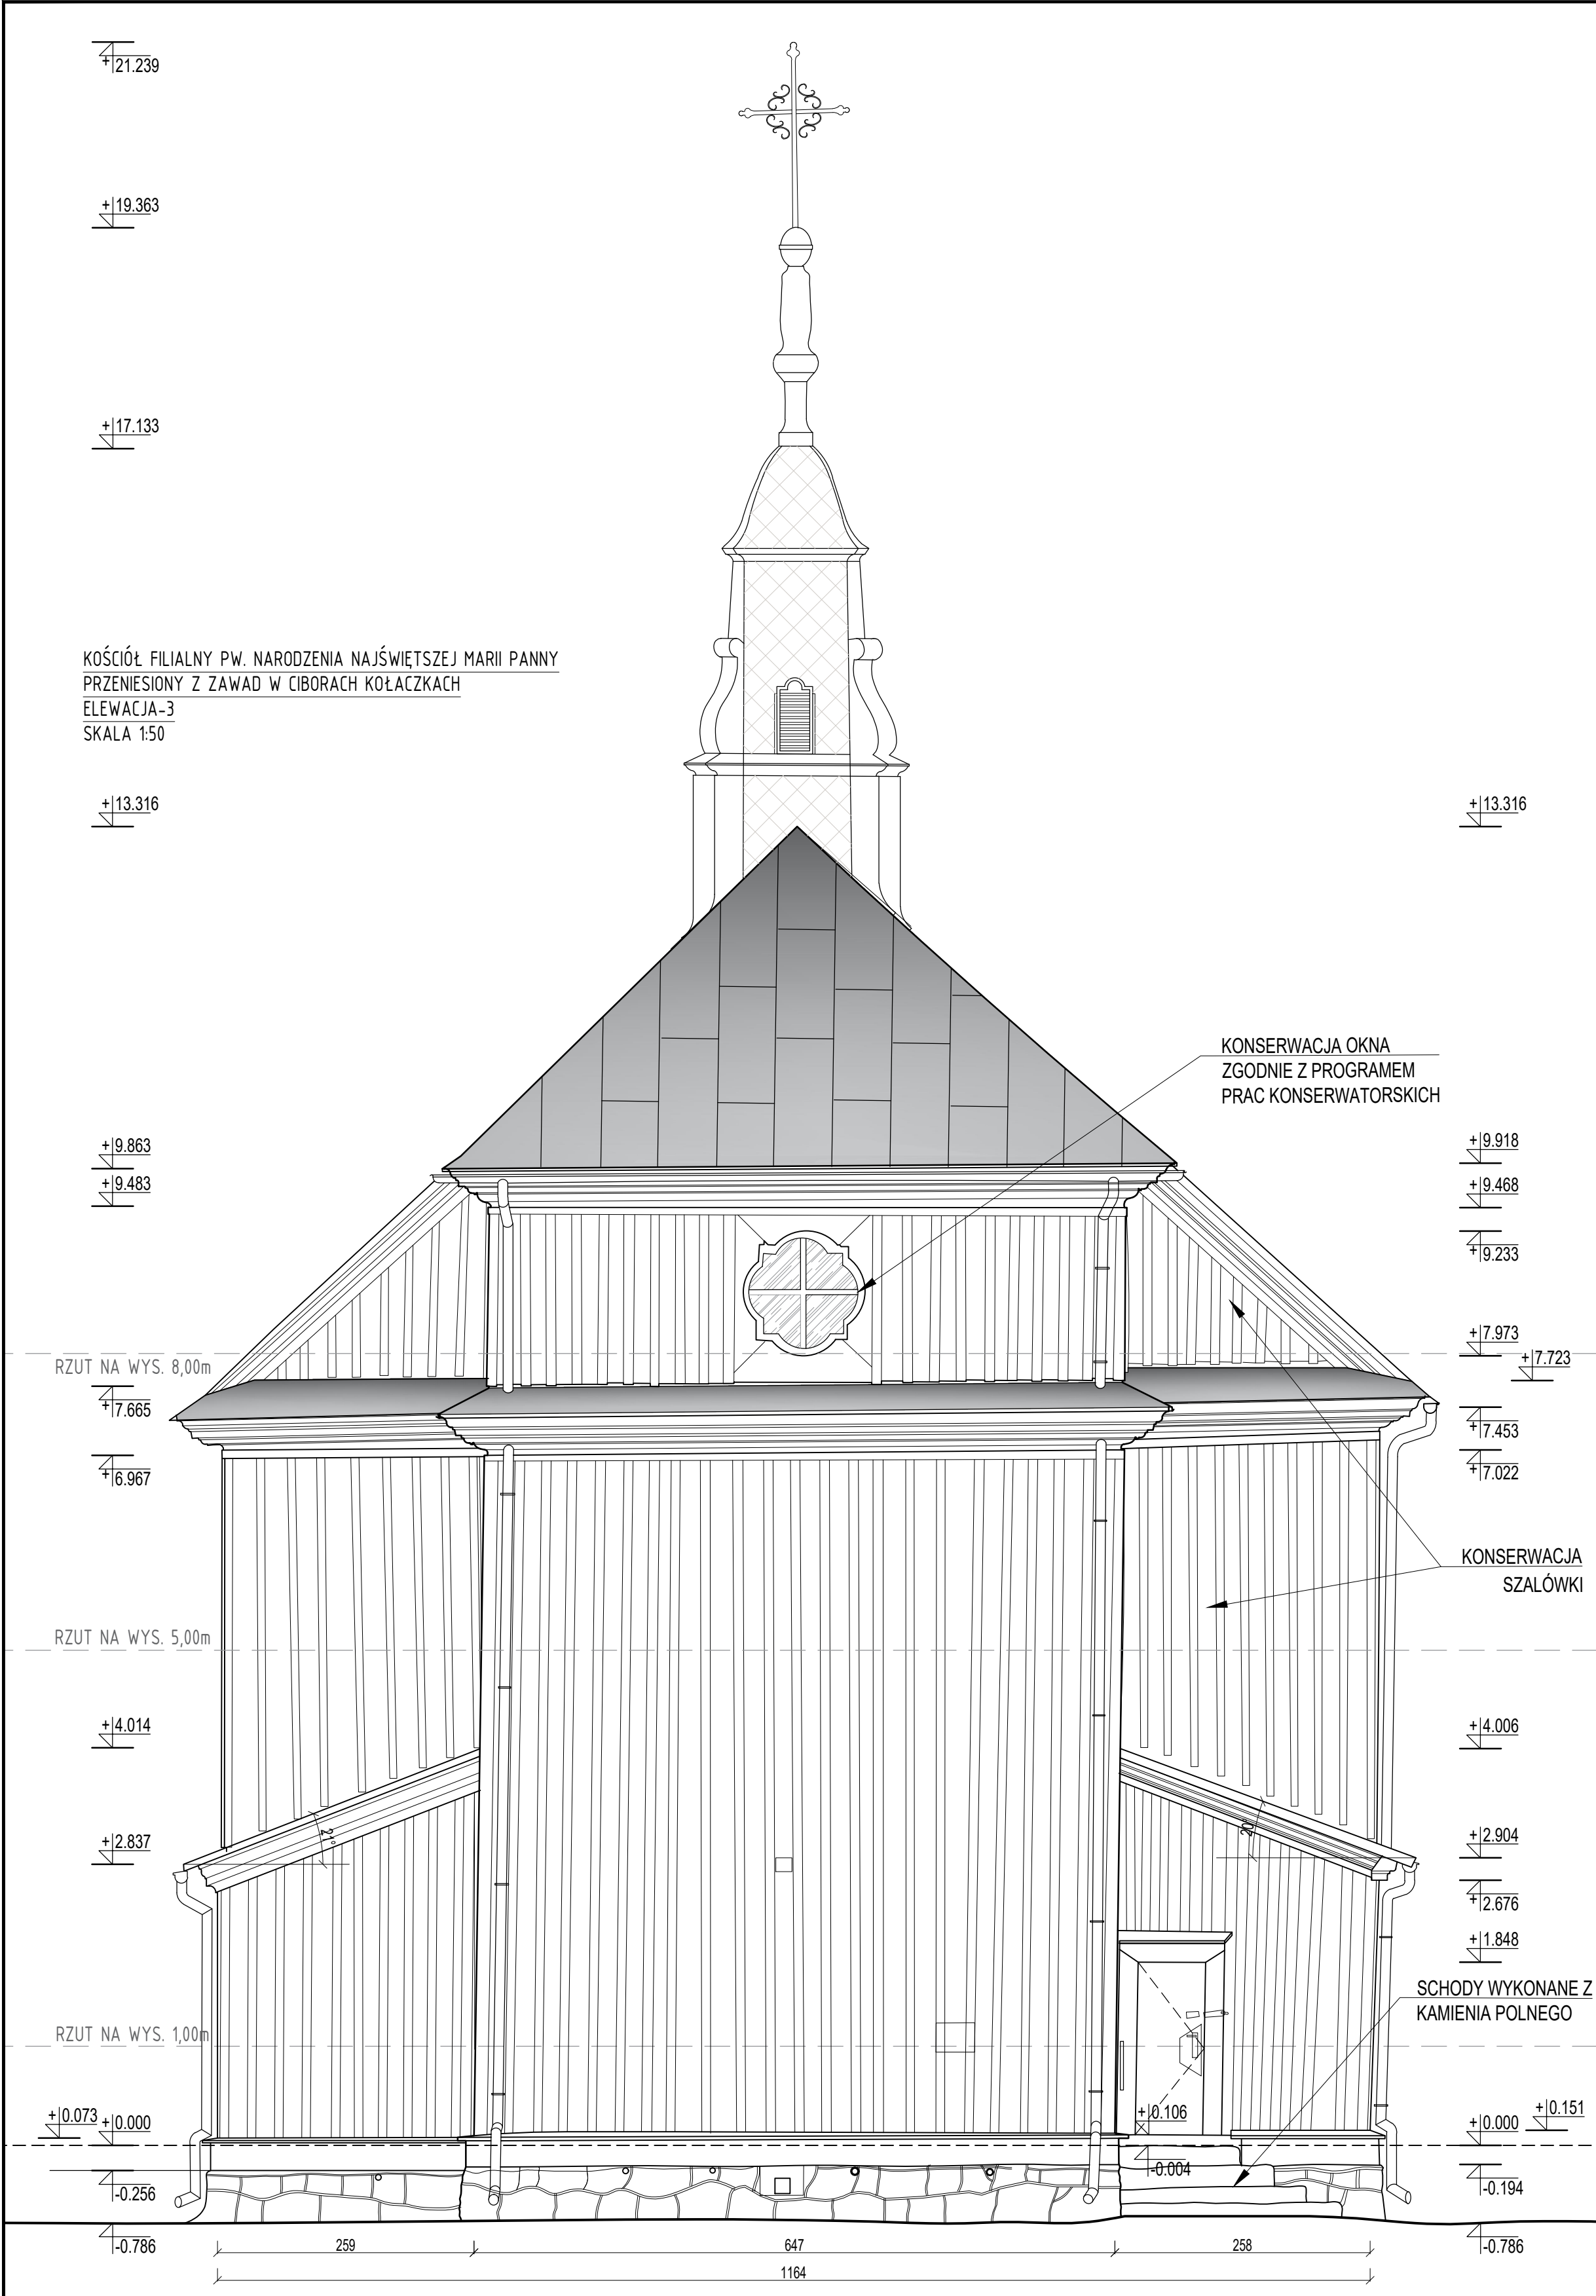 +21.239
+19.363
+17.133
KOŚCIÓŁ FILIALNY PW. NARODZENIA NAJŚWIĘTSZEJ MARII PANNY
PRZENIESIONY Z ZAWAD W CIBORACH KOŁACZKACH
ELEWACJA-3
SKALA 1:50
+13.316
+13.316
KONSERWACJA OKNA
ZGODNIE Z PROGRAMEM
PRAC KONSERWATORSKICH
+9.863
+9.918
+9.483
+9.468
+9.233
+7.973
RZUT NA WYS. 8,00m
+7.723
+7.665
+7.453
+6.967
+7.022
KONSERWACJA
SZALÓWKI
RZUT NA WYS. 5,00m
+4.014
+4.006
21°
20°
+2.837
+2.904
+2.676
+1.848
SCHODY WYKONANE Z
KAMIENIA POLNEGO
RZUT NA WYS. 1,00m
+0.073
+0.000
+0.106
+0.000
+0.151
-0.004
-0.256
-0.194
-0.786
-0.786
259
647
258
1164